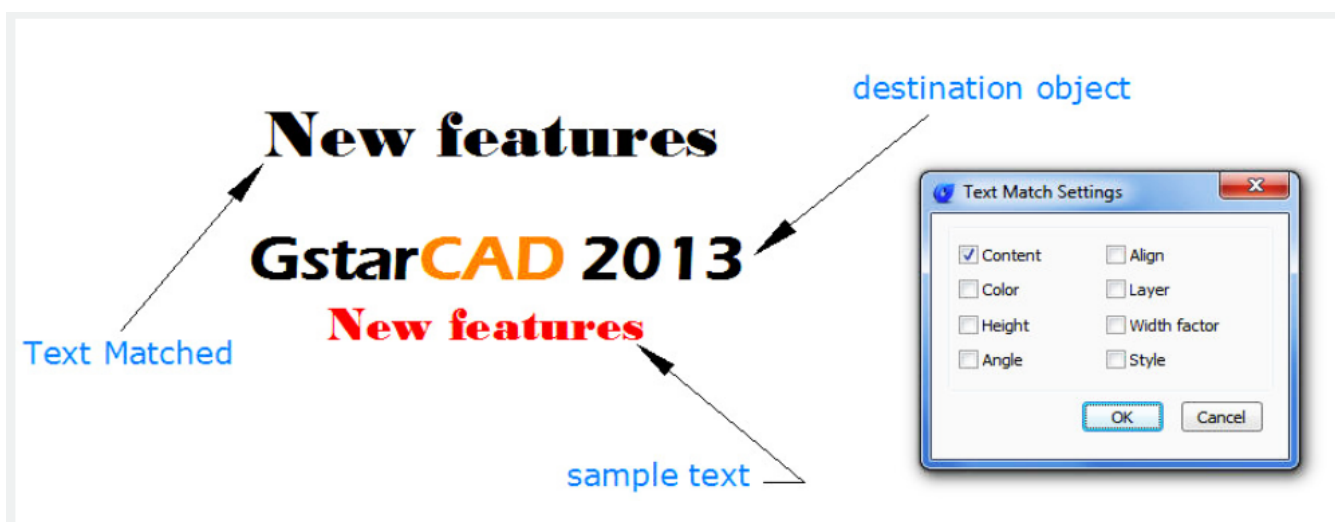 destination object
New features
GstarCAD 2013
New features
Text Matched
sample text
Text Match Settings
Content
Align
Color
Layer
Height
Width factor
Angle
Style
OK
Cancel